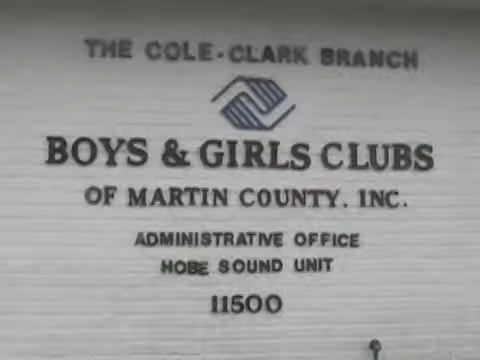 THE COLE-CLARK BRANCH
BOYS & GIRLS CLUBS
OF MARTIN COUNTY, INC.
ADMINISTRATIVE OFFICE
HOBE SOUND UNIT
11500